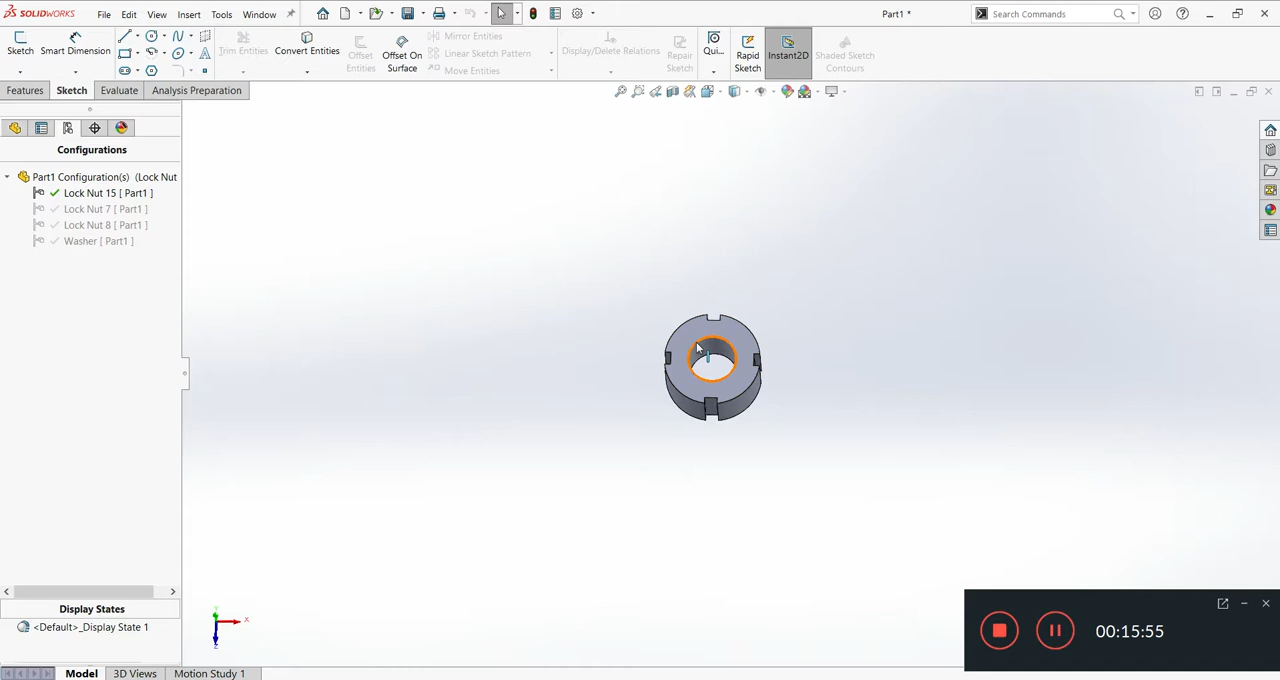 SOLIDWORKS File Edit View Insert Tools Window Part1 * Search Commands
Sketch Smart Dimension Trim Entities Convert Entities Offset Entities Offset On Surface Mirror Entities Linear Sketch Pattern Move Entities Display/Delete Relations Repair Sketch Qui... Rapid Sketch Instant2D Shaded Sketch Contours
Features Sketch Evaluate Analysis Preparation
Configurations
Part1 Configuration(s) (Lock Nut
Lock Nut 15 [ Part1 ]
Lock Nut 7 [ Part1 ]
Lock Nut 8 [ Part1 ]
Washer [ Part1 ]
Display States
<Default>_Display State 1
Y
X
Z
00:15:55
Model 3D Views Motion Study 1